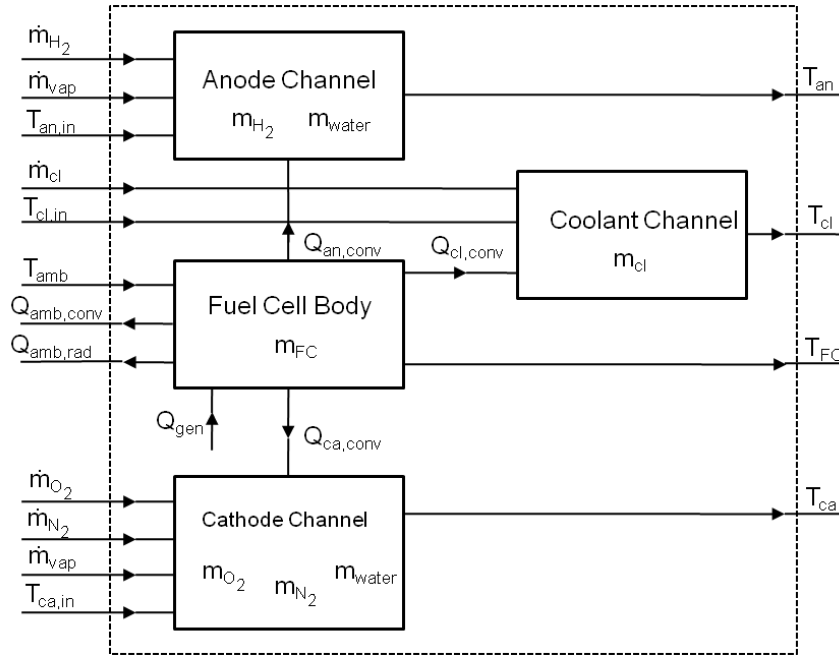 ṁH₂
ṁvap
Tan,in
Anode Channel
mH₂ mwater
Tan
ṁcl
Tcl,in
Coolant Channel
mcl
Tcl
Qan,conv
Qcl,conv
Tamb
Qamb,conv
Qamb,rad
Fuel Cell Body
mFC
TFC
Qgen
Qca,conv
ṁO₂
ṁN₂
ṁvap
Tca,in
Cathode Channel
mO₂ mN₂ mwater
Tca